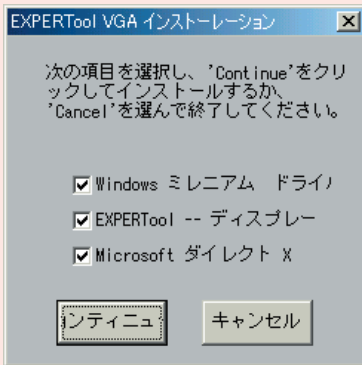 EXPERTool VGA インストーレーション
次の項目を選択し、'Continue'をクリ
ックしてインストールするか、
'Cancel'を選んで終了してください。
Windows ミレニアム ドライ
EXPERTool -- ディスプレー
Microsoft ダイレクト X
ンティニュ
キャンセル